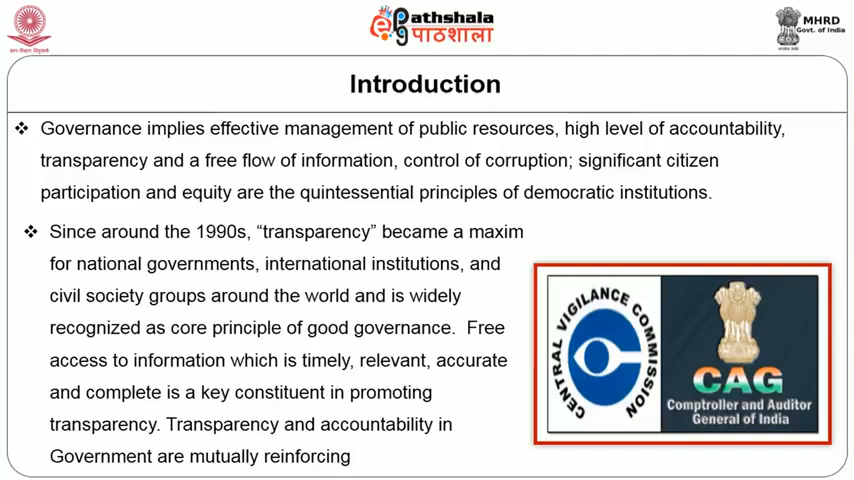 ePathshala
पाठशाला
MHRD
Govt. of India
Introduction
❖ Governance implies effective management of public resources, high level of accountability,
transparency and a free flow of information, control of corruption; significant citizen
participation and equity are the quintessential principles of democratic institutions.
❖ Since around the 1990s, “transparency” became a maxim
for national governments, international institutions, and
civil society groups around the world and is widely
recognized as core principle of good governance. Free
access to information which is timely, relevant, accurate
and complete is a key constituent in promoting
transparency. Transparency and accountability in
Government are mutually reinforcing
CENTRAL VIGILANCE COMMISSION
CAG
Comptroller and Auditor
General of India